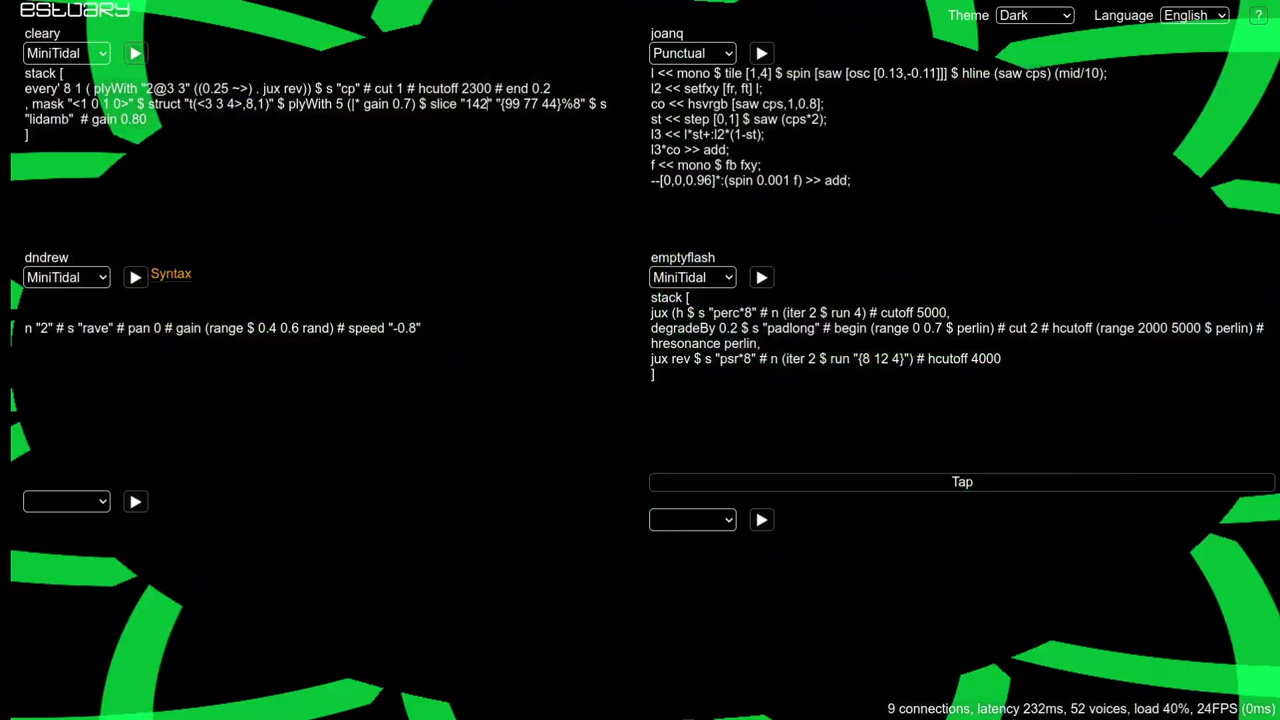 estuary
Theme Dark Language English ?
cleary
MiniTidal
stack [
every' 8 1 ( plyWith "2@3 3" ((0.25 ~>) . jux rev)) $ s "cp" # cut 1 # hcutoff 2300 # end 0.2
, mask "<1 0 1 0>" $ struct "t(<3 3 4>,8,1)" $ plyWith 5 (|* gain 0.7) $ slice "142" "{99 77 44}%8" $ s
"lidamb"  # gain 0.80
]
joanq
Punctual
l << mono $ tile [1,4] $ spin [saw [osc [0.13,-0.11]]] $ hline (saw cps) (mid/10);
l2 << setfx [fr, ft] l;
co << hsvrgb [saw cps,1,0.8];
st << step [0,1] $ saw (cps*2);
l3 << l*st+:l2*(1-st);
l3*co >> add;
f << mono $ fb fxy;
--[0,0,0.96]*:(spin 0.001 f) >> add;
dndrew
MiniTidal Syntax
n "2" # s "rave" # pan 0 # gain (range $ 0.4 0.6 rand) # speed "-0.8"
emptyflash
MiniTidal
stack [
jux (h $ s "perc*8" # n (iter 2 $ run 4) # cutoff 5000,
degradeBy 0.2 $ s "padlong" # begin (range 0 0.7 $ perlin) # cut 2 # hcutoff (range 2000 5000 $ perlin) #
hresonance perlin,
jux rev $ s "psr*8" # n (iter 2 $ run "{8 12 4}") # hcutoff 4000
]
Tap
9 connections, latency 232ms, 52 voices, load 40%, 24FPS (0ms)